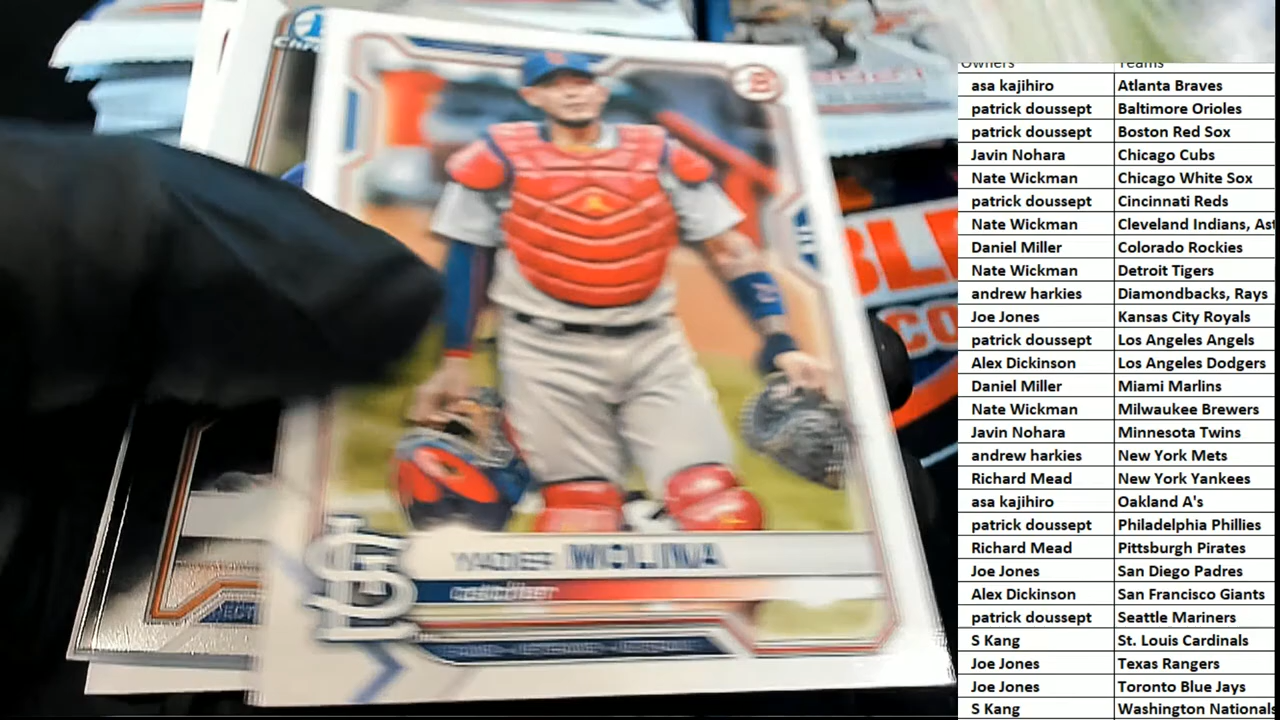 YADIER MOLINA
catcher
BL
CO
Owners Teams
asa kajihiro Atlanta Braves
patrick doussept Baltimore Orioles
patrick doussept Boston Red Sox
Javin Nohara Chicago Cubs
Nate Wickman Chicago White Sox
patrick doussept Cincinnati Reds
Nate Wickman Cleveland Indians, Ast
Daniel Miller Colorado Rockies
Nate Wickman Detroit Tigers
andrew harkies Diamondbacks, Rays
Joe Jones Kansas City Royals
patrick doussept Los Angeles Angels
Alex Dickinson Los Angeles Dodgers
Daniel Miller Miami Marlins
Nate Wickman Milwaukee Brewers
Javin Nohara Minnesota Twins
andrew harkies New York Mets
Richard Mead New York Yankees
asa kajihiro Oakland A's
patrick doussept Philadelphia Phillies
Richard Mead Pittsburgh Pirates
Joe Jones San Diego Padres
Alex Dickinson San Francisco Giants
patrick doussept Seattle Mariners
S Kang St. Louis Cardinals
Joe Jones Texas Rangers
Joe Jones Toronto Blue Jays
S Kang Washington Nationals